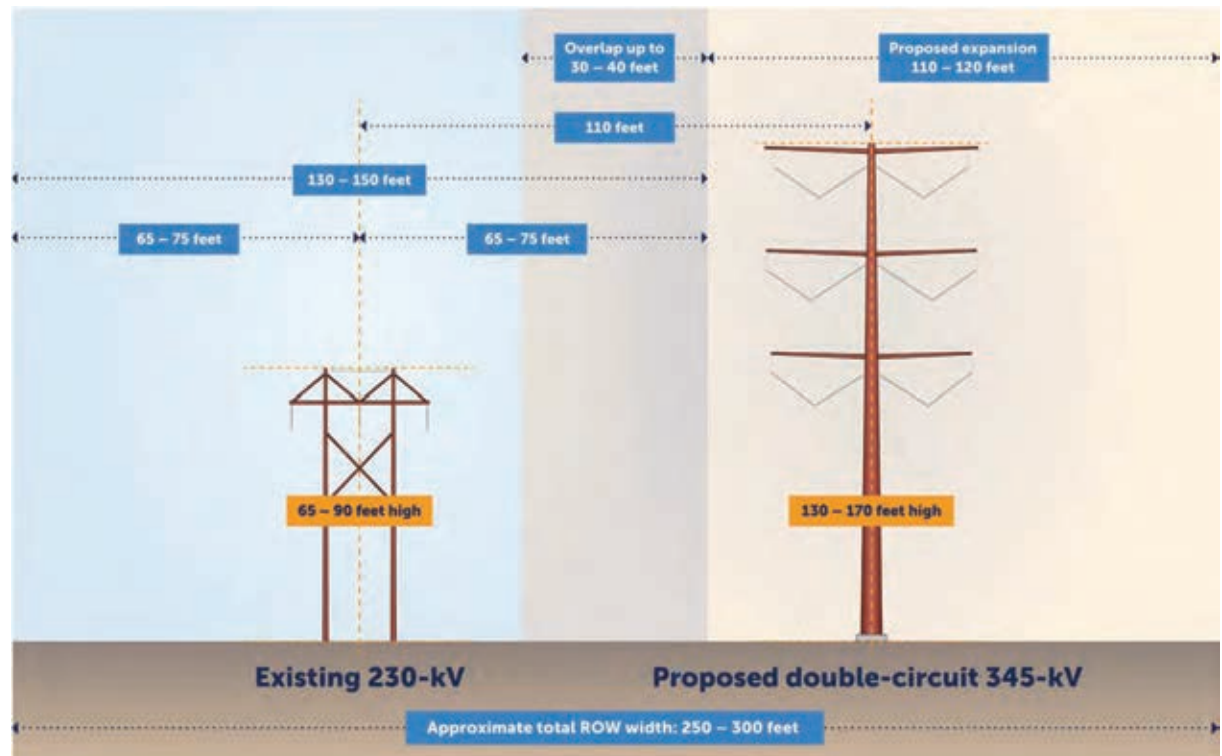 Overlap up to
30 – 40 feet
Proposed expansion
110 – 120 feet
110 feet
130 – 150 feet
65 – 75 feet
65 – 75 feet
65 – 90 feet high
130 – 170 feet high
Existing 230-kV
Proposed double-circuit 345-kV
Approximate total ROW width: 250 – 300 feet